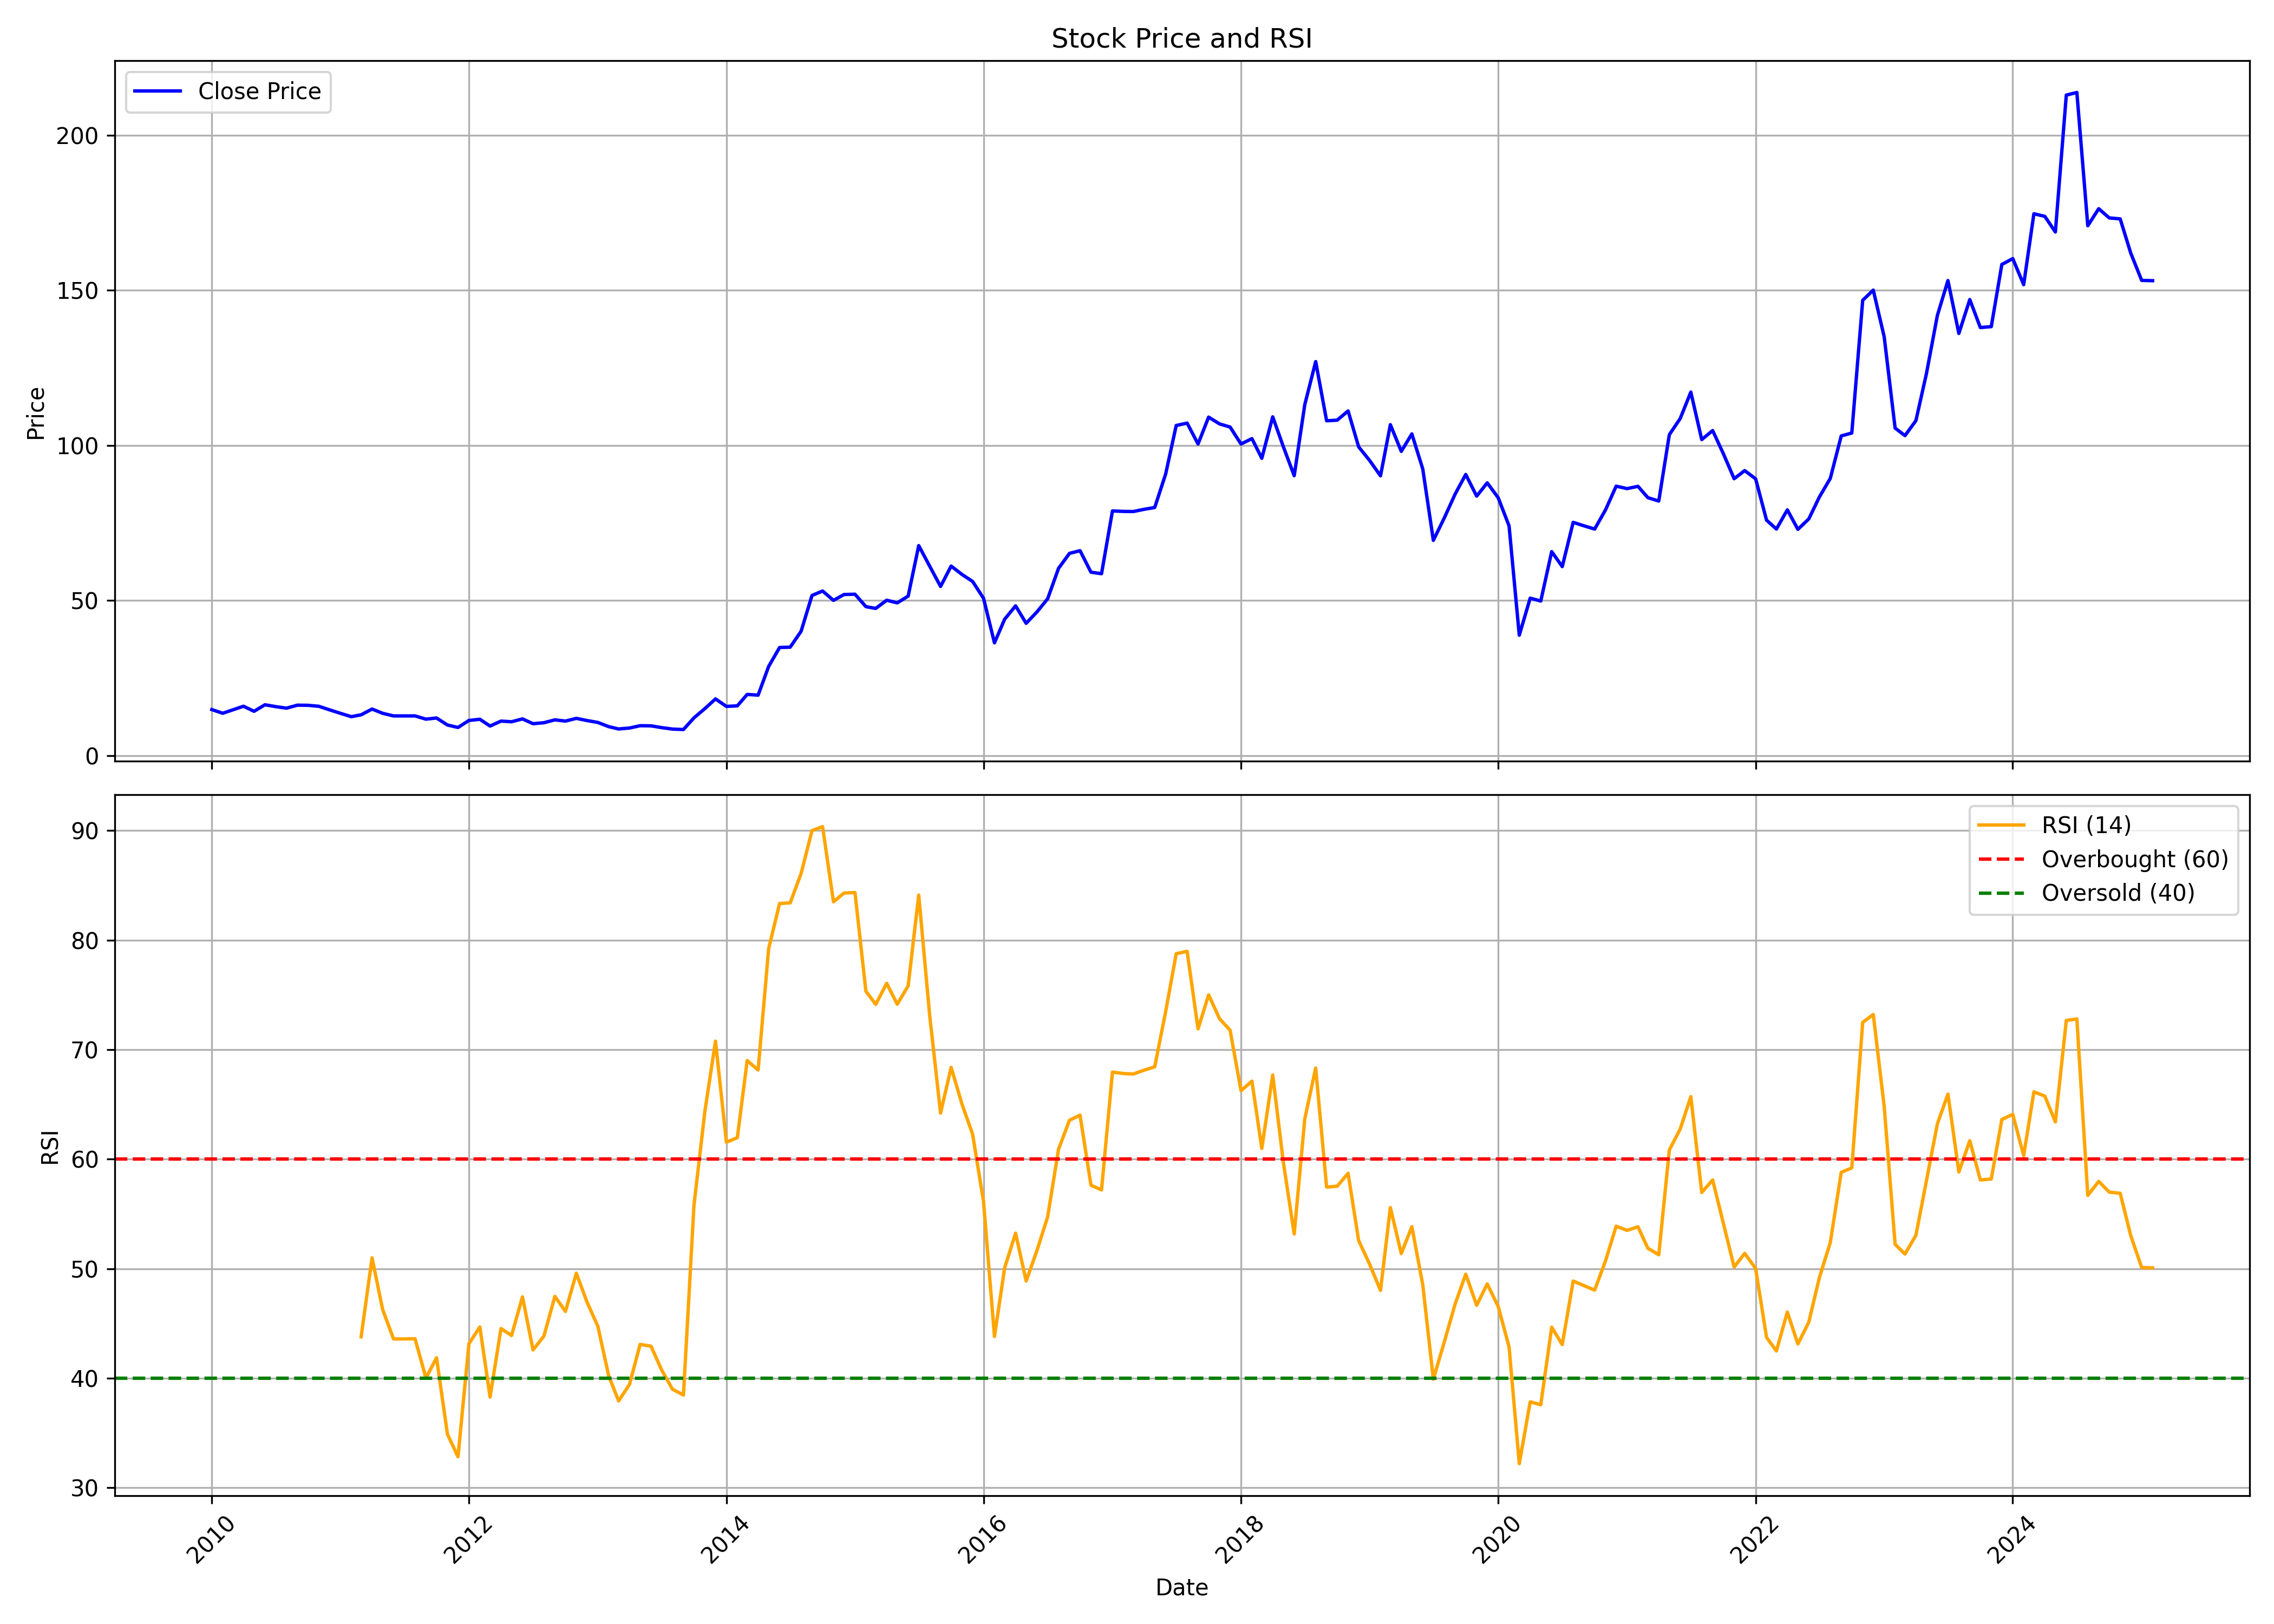 Stock Price and RSI
Close Price
200
150
100
50
0
Price
RSI (14)
Overbought (60)
Oversold (40)
90
80
70
60
50
40
30
RSI
2010
2012
2014
2016
2018
2020
2022
2024
Date